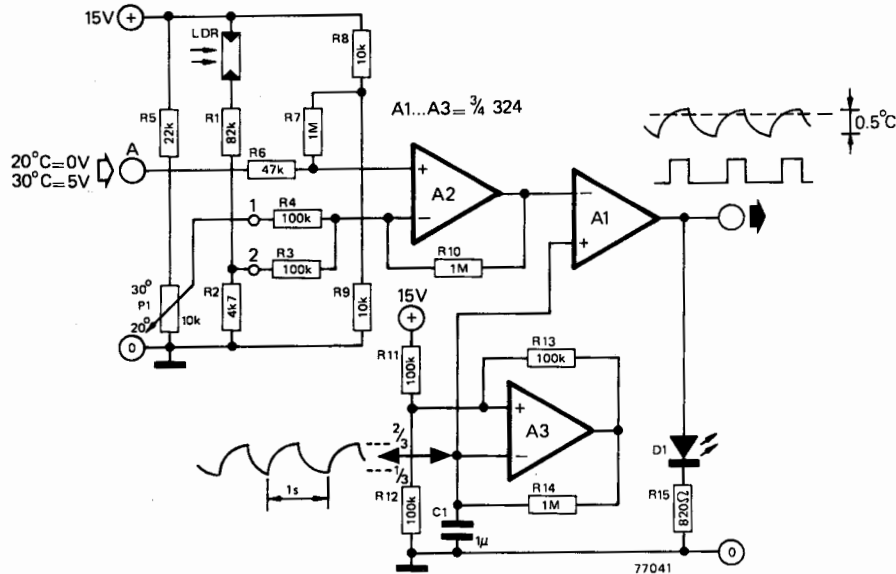 15V +
LDR
R8
10k
R5
22k
R1
82k
R7
1M
A1...A3 = ¾ 324
0.5°C
A
20°C=0V
30°C=5V
R6
47k
+
A2
−
−
A1
+
1
R4
100k
2
R3
100k
R10
1M
30°
P1
20°
10k
R2
4k7
R9
10k
0
15V
+
R11
100k
R13
100k
+
A3
−
2/3
1/3
1s
R12
100k
R14
1M
C1
1µ
D1
R15
820Ω
0
77041